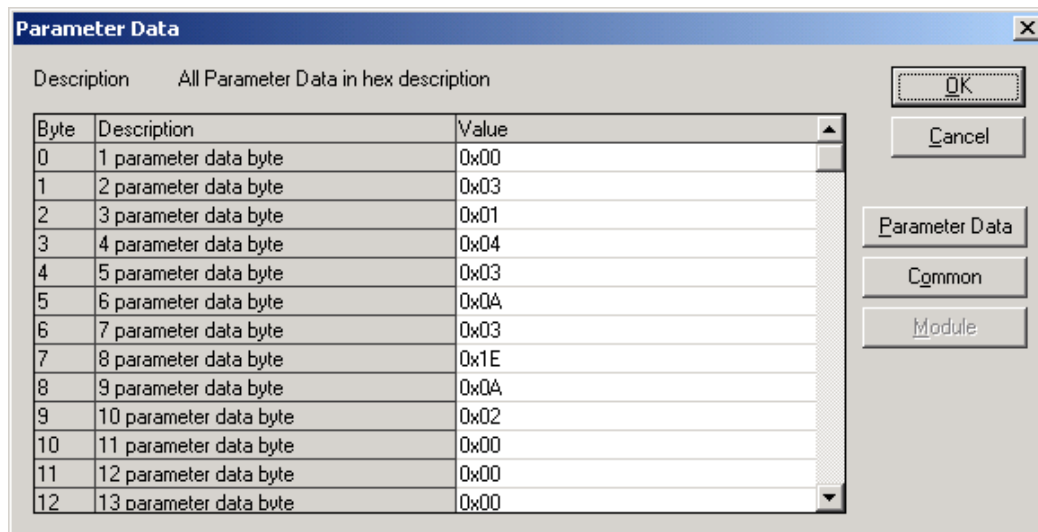 Parameter Data
Description All Parameter Data in hex description
OK
Cancel
Byte Description Value
0 1 parameter data byte 0x00
1 2 parameter data byte 0x03
2 3 parameter data byte 0x01
3 4 parameter data byte 0x04
4 5 parameter data byte 0x03
5 6 parameter data byte 0x0A
6 7 parameter data byte 0x03
7 8 parameter data byte 0x1E
8 9 parameter data byte 0x0A
9 10 parameter data byte 0x02
10 11 parameter data byte 0x00
11 12 parameter data byte 0x00
12 13 parameter data byte 0x00
Parameter Data
Common
Module